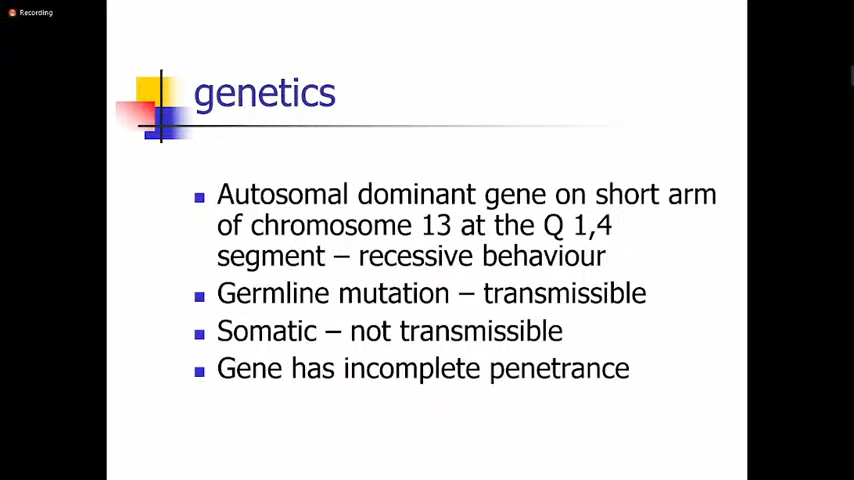 Recording
genetics
Autosomal dominant gene on short arm
of chromosome 13 at the Q 1,4
segment – recessive behaviour
Germline mutation – transmissible
Somatic – not transmissible
Gene has incomplete penetrance